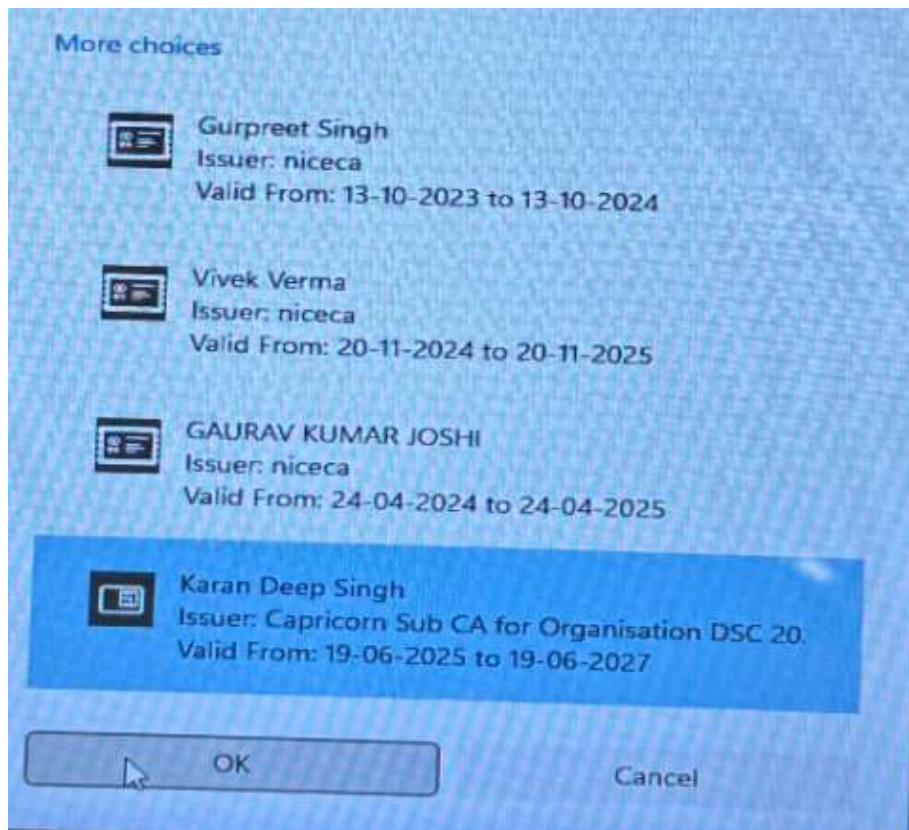 More choices
Gurpreet Singh
Issuer: niceca
Valid From: 13-10-2023 to 13-10-2024
Vivek Verma
Issuer: niceca
Valid From: 20-11-2024 to 20-11-2025
GAURAV KUMAR JOSHI
Issuer: niceca
Valid From: 24-04-2024 to 24-04-2025
Karan Deep Singh
Issuer: Capricorn Sub CA for Organisation DSC 20.
Valid From: 19-06-2025 to 19-06-2027
OK
Cancel